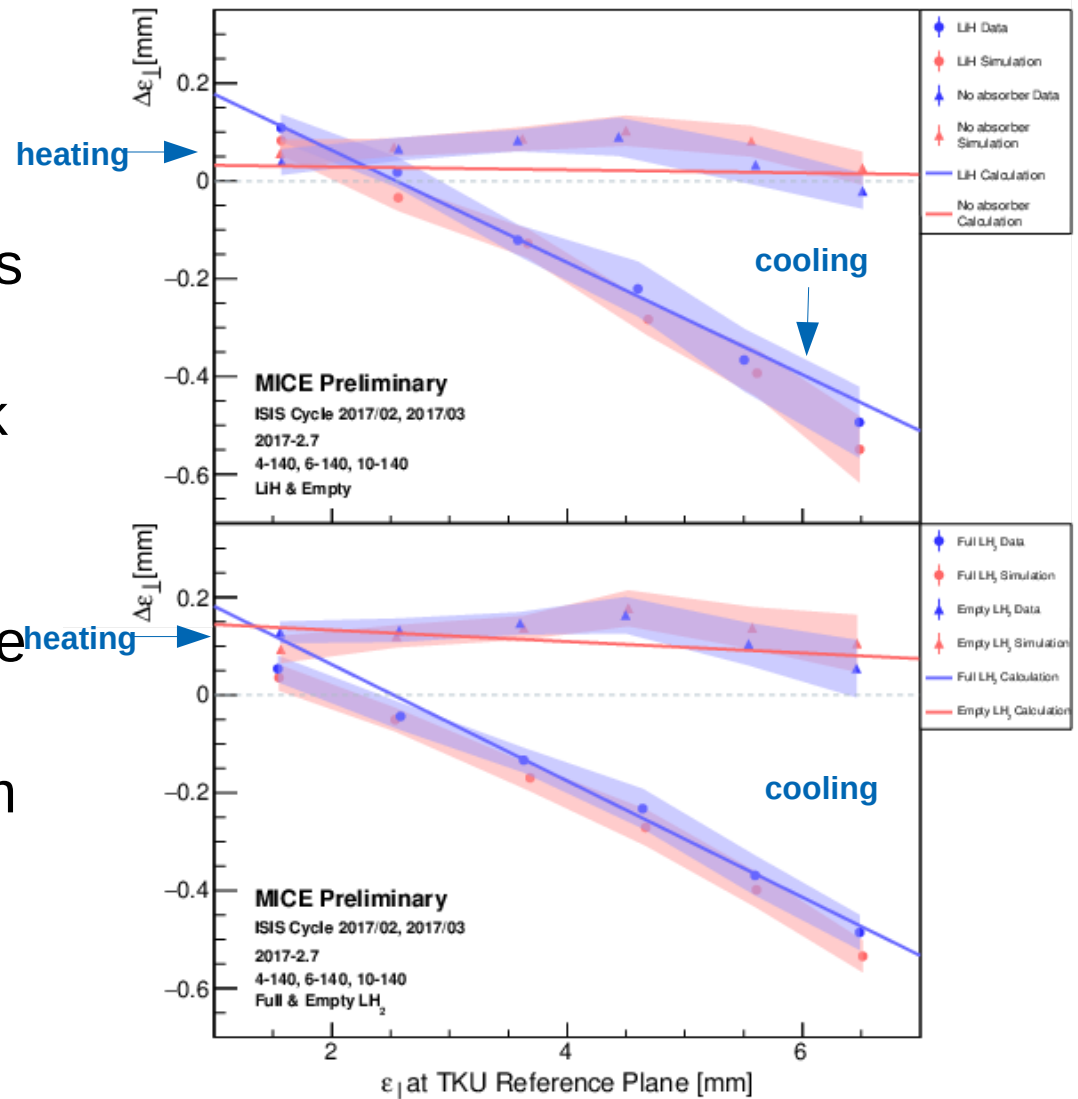 Δε⊥[mm]
0.2
0
−0.2
−0.4
−0.6
heating
cooling
s
k
e
n
MICE Preliminary
ISIS Cycle 2017/02, 2017/03
2017-2.7
4-140, 6-140, 10-140
LiH & Empty
LiH Data
LiH Simulation
No absorber Data
No absorber
Simulation
LiH Calculation
No absorber
Calculation
Δε⊥[mm]
0.2
0
−0.2
−0.4
−0.6
heating
cooling
MICE Preliminary
ISIS Cycle 2017/02, 2017/03
2017-2.7
4-140, 6-140, 10-140
Full & Empty LH₂
Full LH₂ Data
Full LH₂ Simulation
Empty LH₂ Data
Empty LH₂ Simulation
Full LH₂ Calculation
Empty LH₂ Calculation
2 4 6
ε⊥ at TKU Reference Plane [mm]